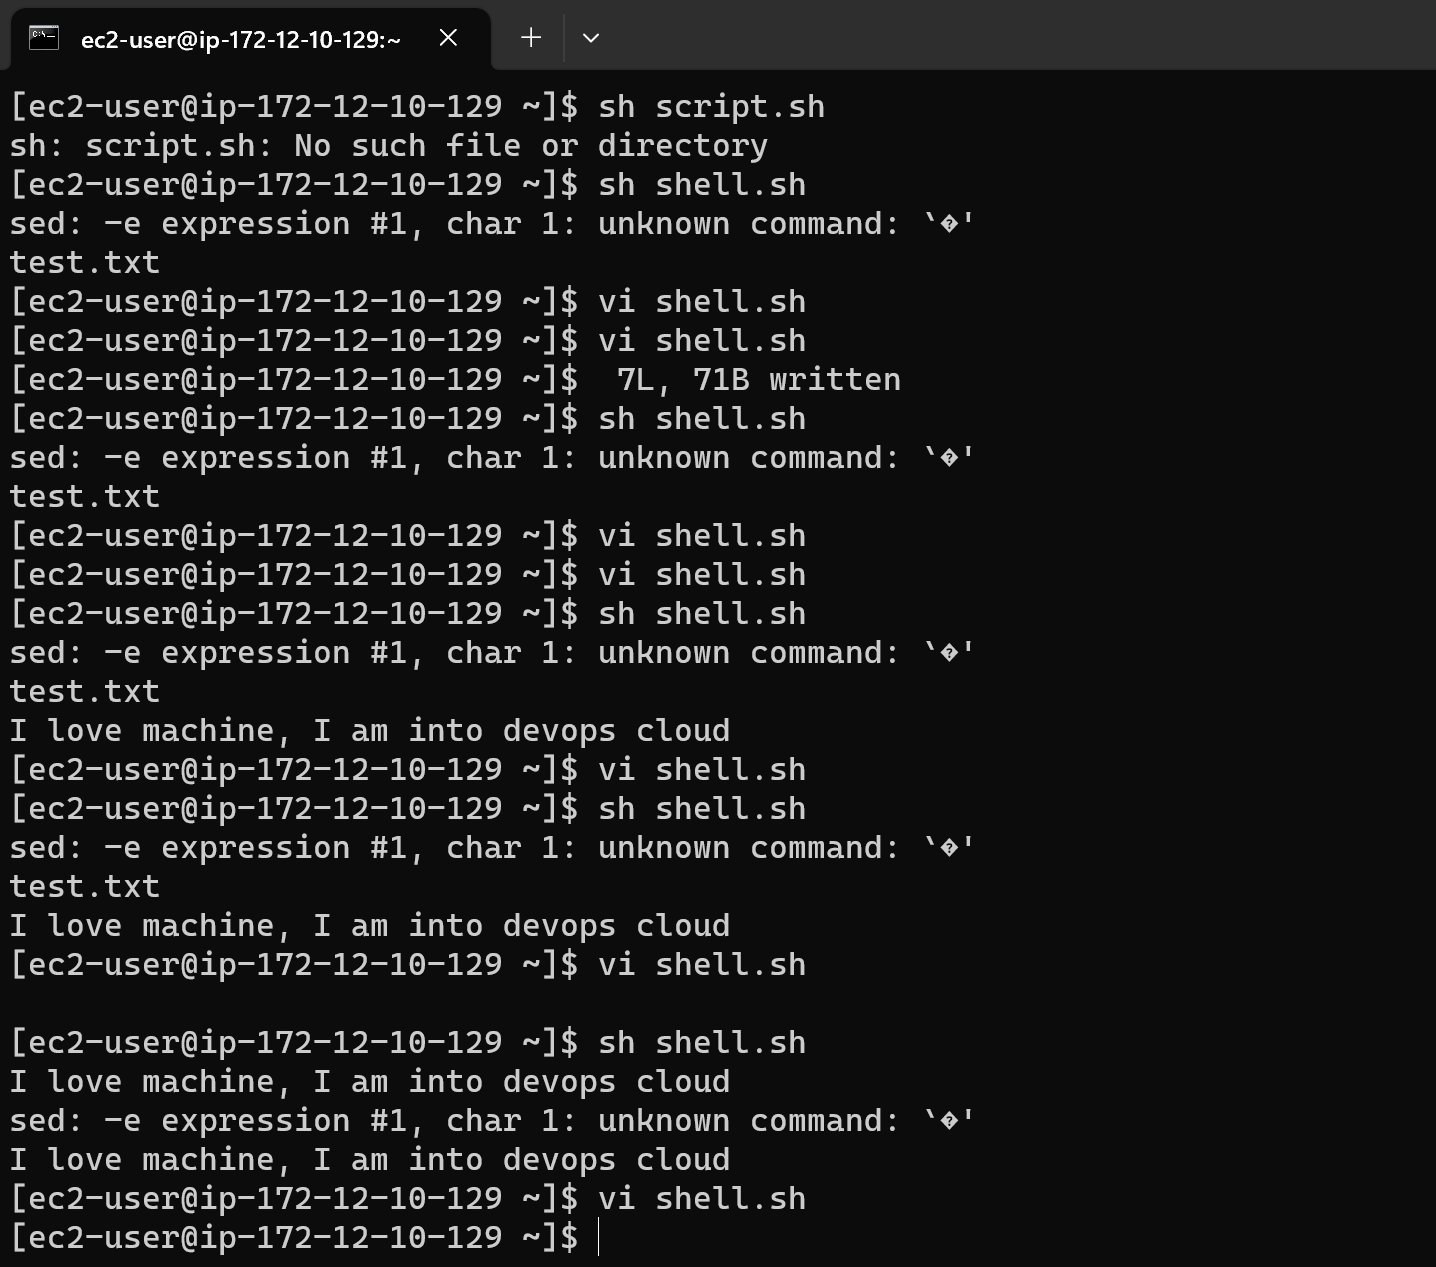 ec2-user@ip-172-12-10-129:~
[ec2-user@ip-172-12-10-129 ~]$ sh script.sh
sh: script.sh: No such file or directory
[ec2-user@ip-172-12-10-129 ~]$ sh shell.sh
sed: -e expression #1, char 1: unknown command: `�'
test.txt
[ec2-user@ip-172-12-10-129 ~]$ vi shell.sh
[ec2-user@ip-172-12-10-129 ~]$ vi shell.sh
[ec2-user@ip-172-12-10-129 ~]$  7L, 71B written
[ec2-user@ip-172-12-10-129 ~]$ sh shell.sh
sed: -e expression #1, char 1: unknown command: `�'
test.txt
[ec2-user@ip-172-12-10-129 ~]$ vi shell.sh
[ec2-user@ip-172-12-10-129 ~]$ vi shell.sh
[ec2-user@ip-172-12-10-129 ~]$ sh shell.sh
sed: -e expression #1, char 1: unknown command: `�'
test.txt
I love machine, I am into devops cloud
[ec2-user@ip-172-12-10-129 ~]$ vi shell.sh
[ec2-user@ip-172-12-10-129 ~]$ sh shell.sh
sed: -e expression #1, char 1: unknown command: `�'
test.txt
I love machine, I am into devops cloud
[ec2-user@ip-172-12-10-129 ~]$ vi shell.sh
[ec2-user@ip-172-12-10-129 ~]$ sh shell.sh
I love machine, I am into devops cloud
sed: -e expression #1, char 1: unknown command: `�'
I love machine, I am into devops cloud
[ec2-user@ip-172-12-10-129 ~]$ vi shell.sh
[ec2-user@ip-172-12-10-129 ~]$